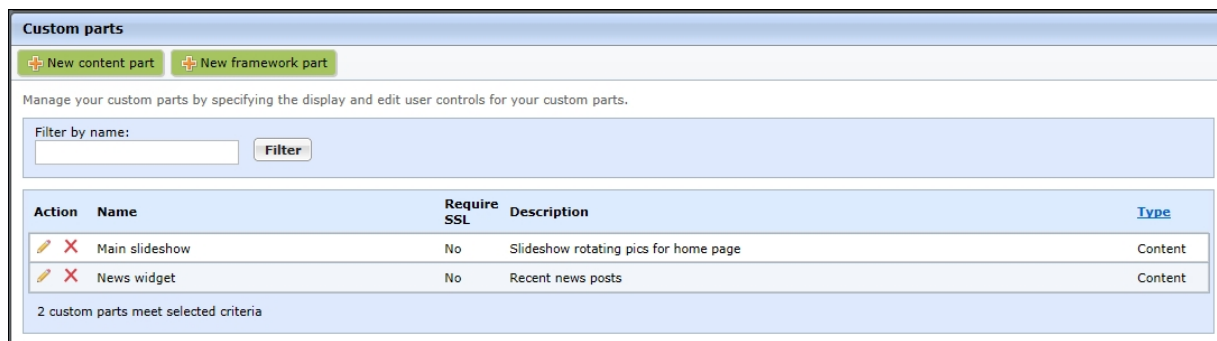 Custom parts
New content part New framework part
Manage your custom parts by specifying the display and edit user controls for your custom parts.
Filter by name:
Filter
Action Name Require SSL Description Type
Main slideshow No Slideshow rotating pics for home page Content
News widget No Recent news posts Content
2 custom parts meet selected criteria